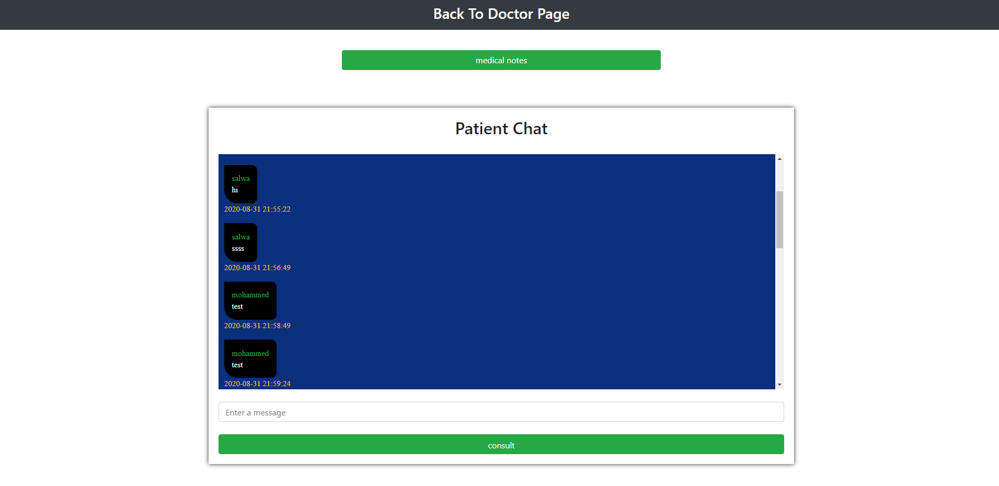 Back To Doctor Page
medical notes
Patient Chat
salwa
hi
2020-08-31 21:55:22
salwa
ssss
2020-08-31 21:56:49
mohammed
test
2020-08-31 21:58:49
mohammed
test
2020-08-31 21:59:24
Enter a message
consult